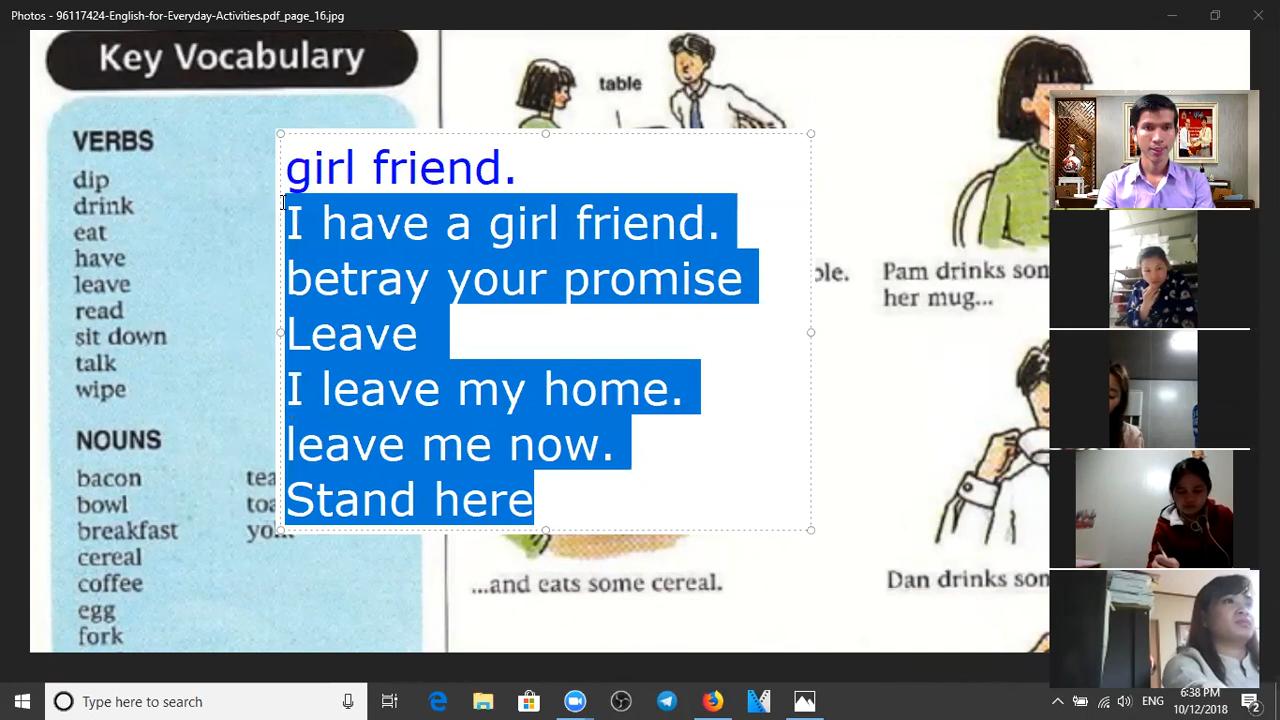 Photos - 96117424-English-for-Everyday-Activities.pdf_page_16.jpg
Key Vocabulary
VERBS
dip
drink
eat
have
leave
read
sit down
talk
wipe
NOUNS
bacon
bowl
breakfast
cereal
coffee
egg
fork
table
girl friend.
I have a girl friend.
betray your promise
Leave
I leave my home.
leave me now.
Stand here
Pam drinks
her mug...
...and eats some cereal.
Dan drinks
Type here to search
ENG
6:38 PM
10/12/2018
2